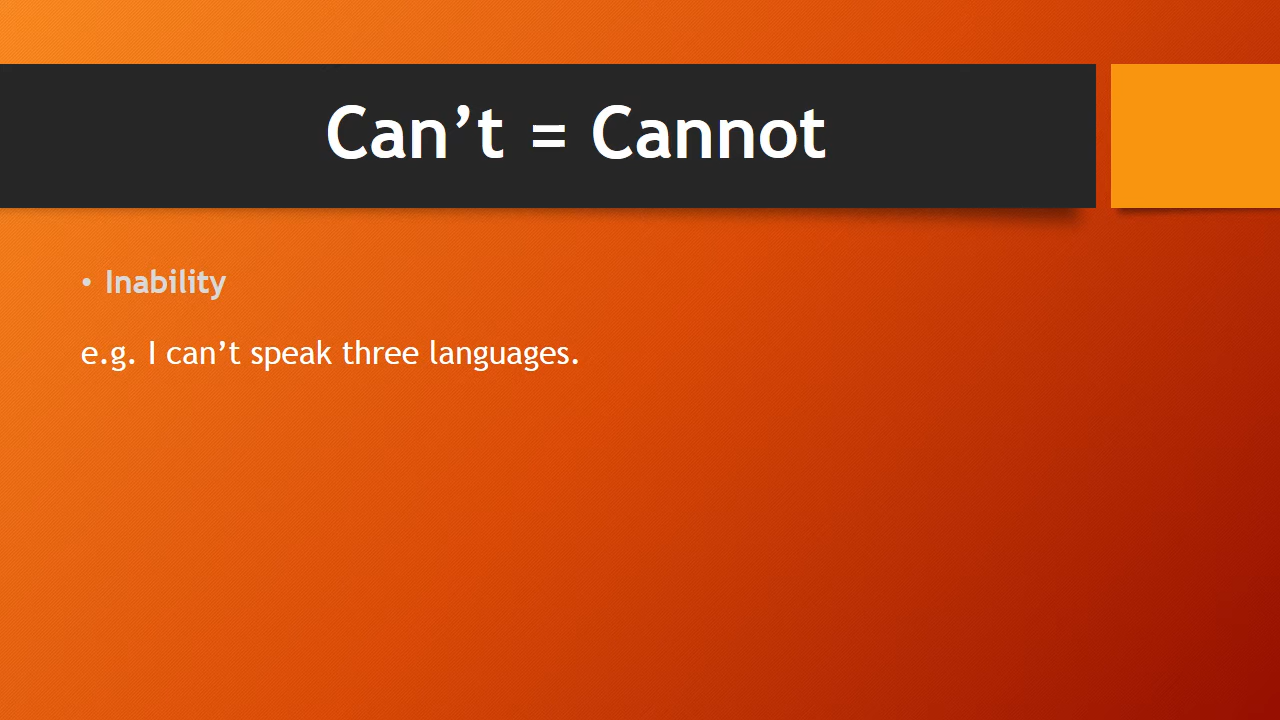 Can’t = Cannot
• Inability
e.g. I can’t speak three languages.